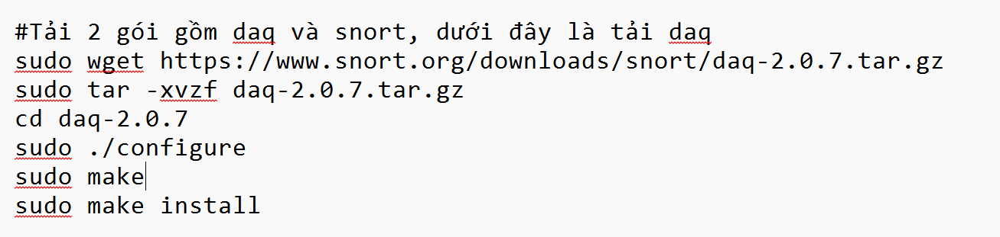 #Tải 2 gói gồm daq và snort, dưới đây là tải daq
sudo wget https://www.snort.org/downloads/snort/daq-2.0.7.tar.gz
sudo tar -xvzf daq-2.0.7.tar.gz
cd daq-2.0.7
sudo ./configure
sudo make
sudo make install